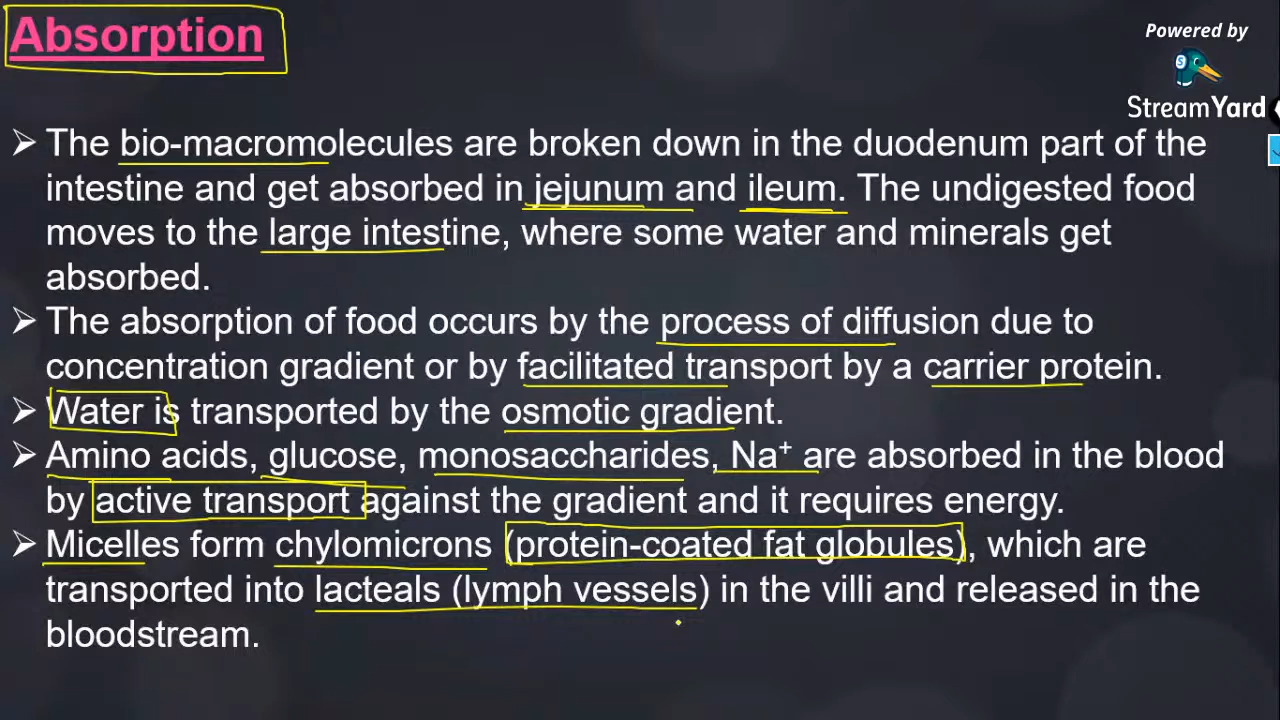 Absorption
Powered by
StreamYard
➢ The bio-macromolecules are broken down in the duodenum part of the
intestine and get absorbed in jejunum and ileum. The undigested food
moves to the large intestine, where some water and minerals get
absorbed.
➢ The absorption of food occurs by the process of diffusion due to
concentration gradient or by facilitated transport by a carrier protein.
➢ Water is transported by the osmotic gradient.
➢ Amino acids, glucose, monosaccharides, Na⁺ are absorbed in the blood
by active transport against the gradient and it requires energy.
➢ Micelles form chylomicrons (protein-coated fat globules), which are
transported into lacteals (lymph vessels) in the villi and released in the
bloodstream.